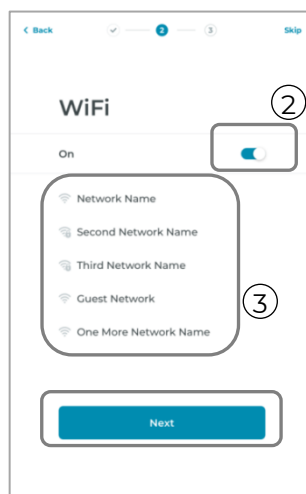 < Back 2 3 Skip
WiFi
②
On
Network Name
Second Network Name
Third Network Name
Guest Network
③
One More Network Name
Next